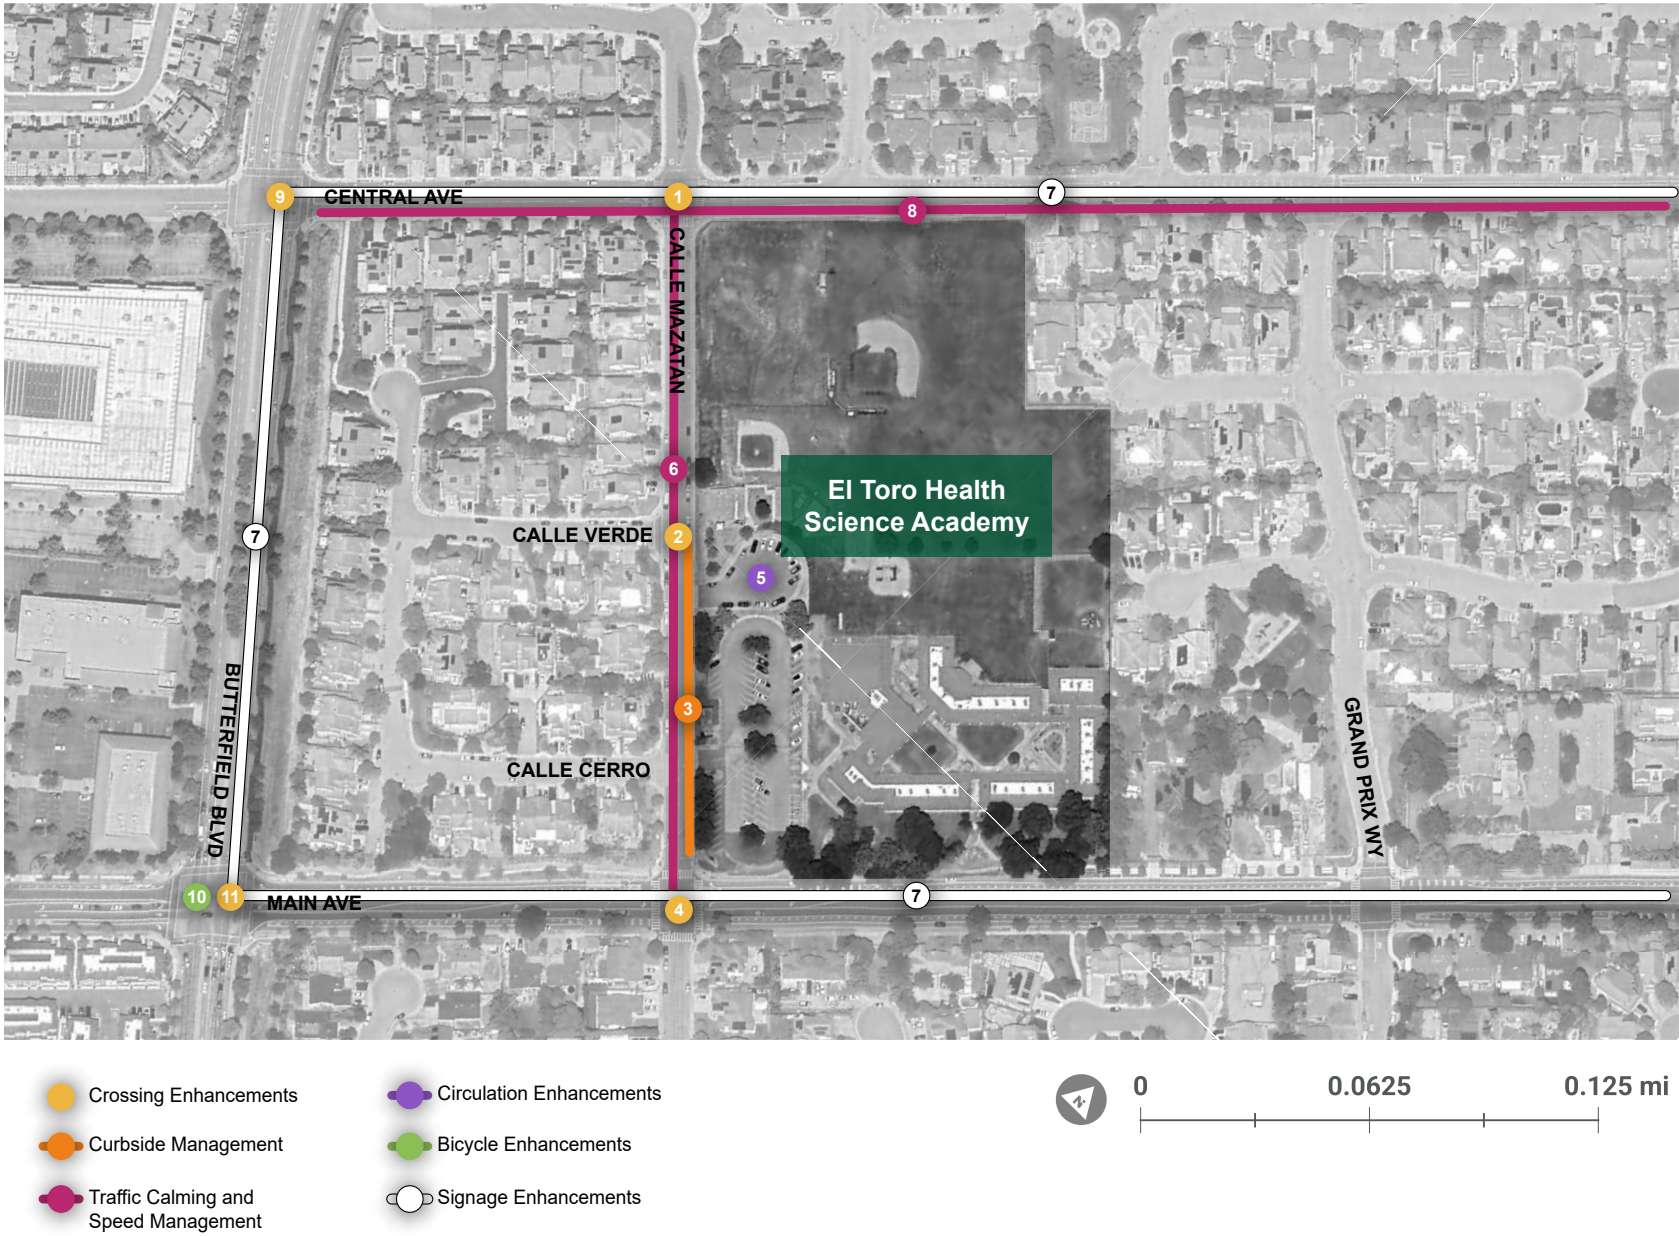 9
CENTRAL AVE
1
7
8
CALLE MAZATAN
6
El Toro Health
Science Academy
7
CALLE VERDE
2
5
BUTTERFIELD BLVD
3
CALLE CERRO
GRAND PRIX WY
10
11
MAIN AVE
4
7
Crossing Enhancements
Curbside Management
Traffic Calming and
Speed Management
Circulation Enhancements
Bicycle Enhancements
Signage Enhancements
N
0
0.0625
0.125 mi